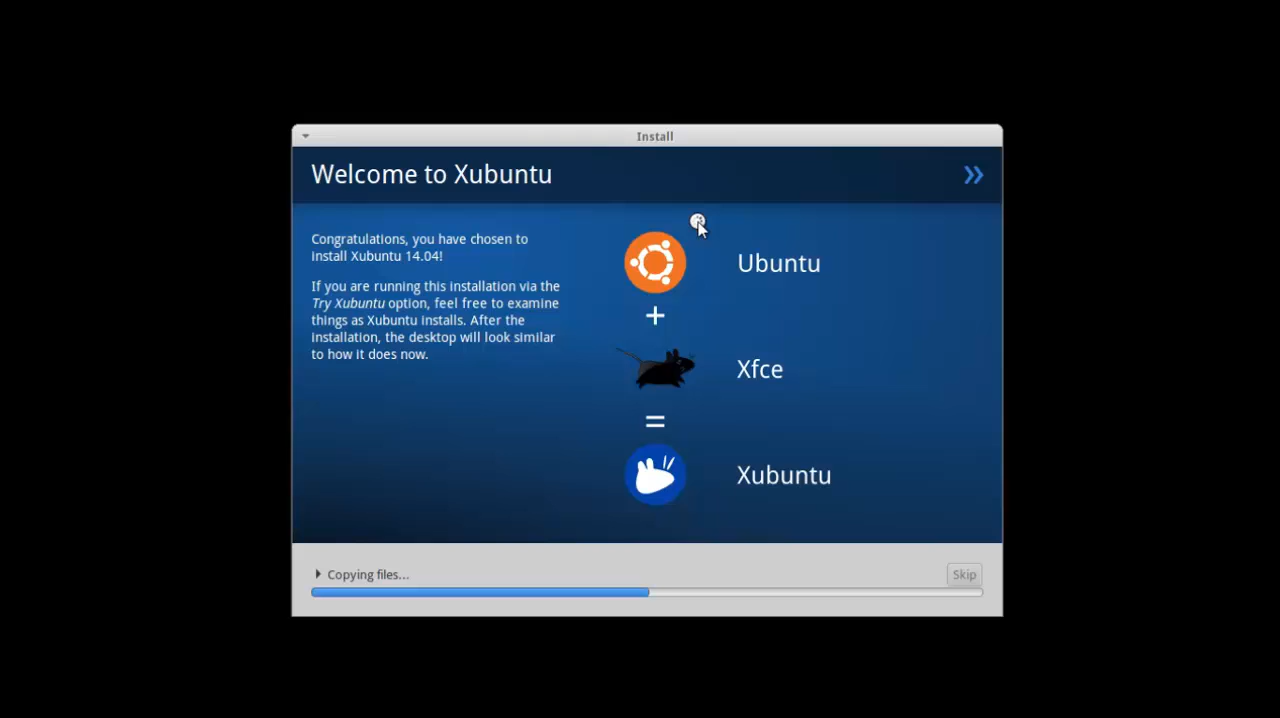 Install
Welcome to Xubuntu
Congratulations, you have chosen to
install Xubuntu 14.04!
If you are running this installation via the
Try Xubuntu option, feel free to examine
things as Xubuntu installs. After the
installation, the desktop will look similar
to how it does now.
Ubuntu
+
Xfce
=
Xubuntu
Copying files...
Skip